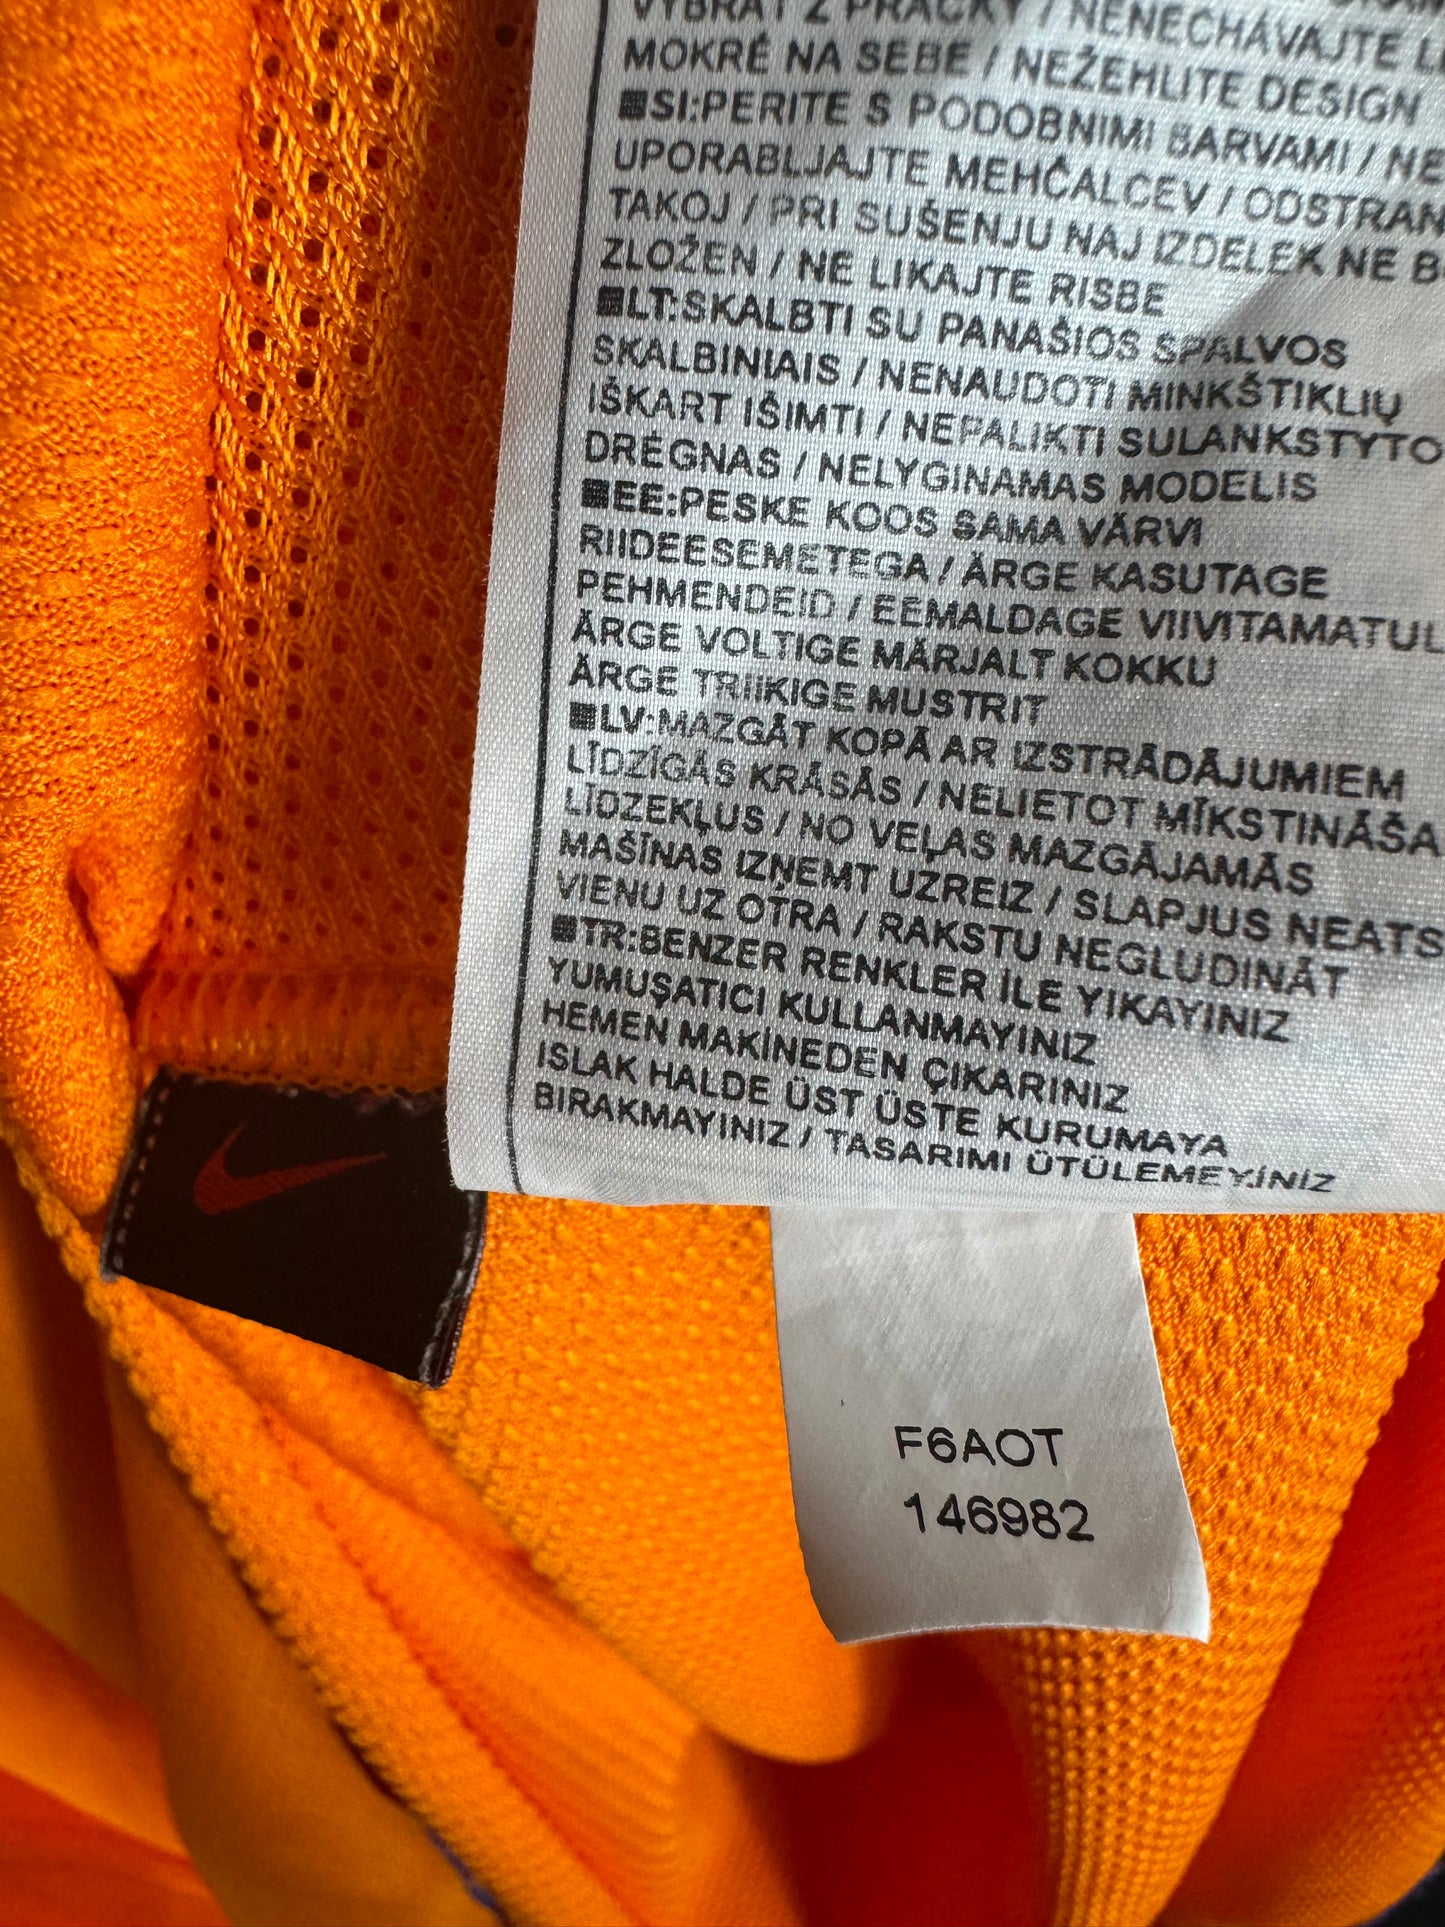 VYBRAT Z PRAČKY / NENECHÁVAJTE
MOKRÉ NA SEBE / NEŽEHLITE DESIGN
SI:PERITE S PODOBNIMI BARVAMI / NE
UPORABLJAJTE MEHČALCEV / ODSTRAN
TAKOJ / PRI SUŠENJU NAJ IZDELEK NE B
ZLOŽEN / NE LIKAJTE RISBE
LT:SKALBTI SU PANAŠIOS SPALVOS
SKALBINIAIS / NENAUDOTI MINKŠTIKLIŲ
IŠKART IŠIMTI / NEPALIKTI SULANKSTYTO
DRĖGNAS / NELYGINAMAS MODELIS
EE:PESKE KOOS SAMA VÄRVI
RIIDEESEMETEGA / ÄRGE KASUTAGE
PEHMENDEID / EEMALDAGE VIIVITAMATUL
ÄRGE VOLTIGE MÄRJALT KOKKU
ÄRGE TRIIKIGE MUSTRIT
LV:MAZGĀT KOPĀ AR IZSTRĀDĀJUMIEM
LĪDZĪGĀS KRĀSĀS / NELIETOT MĪKSTINĀŠA
LĪDZEKĻUS / NO VEĻAS MAZGĀJAMĀS
MAŠĪNAS IZŅEMT UZREIZ / SLAPJUS NEATS
VIENU UZ OTRA / RAKSTU NEGLUDINĀT
TR:BENZER RENKLER İLE YIKAYINIZ
YUMUŞATICI KULLANMAYINIZ
HEMEN MAKİNEDEN ÇIKARINIZ
ISLAK HALDE ÜST ÜSTE KURUMAYA
BIRAKMAYINIZ / TASARIMI ÜTÜLEMEYİNİZ
F6AOT
146982